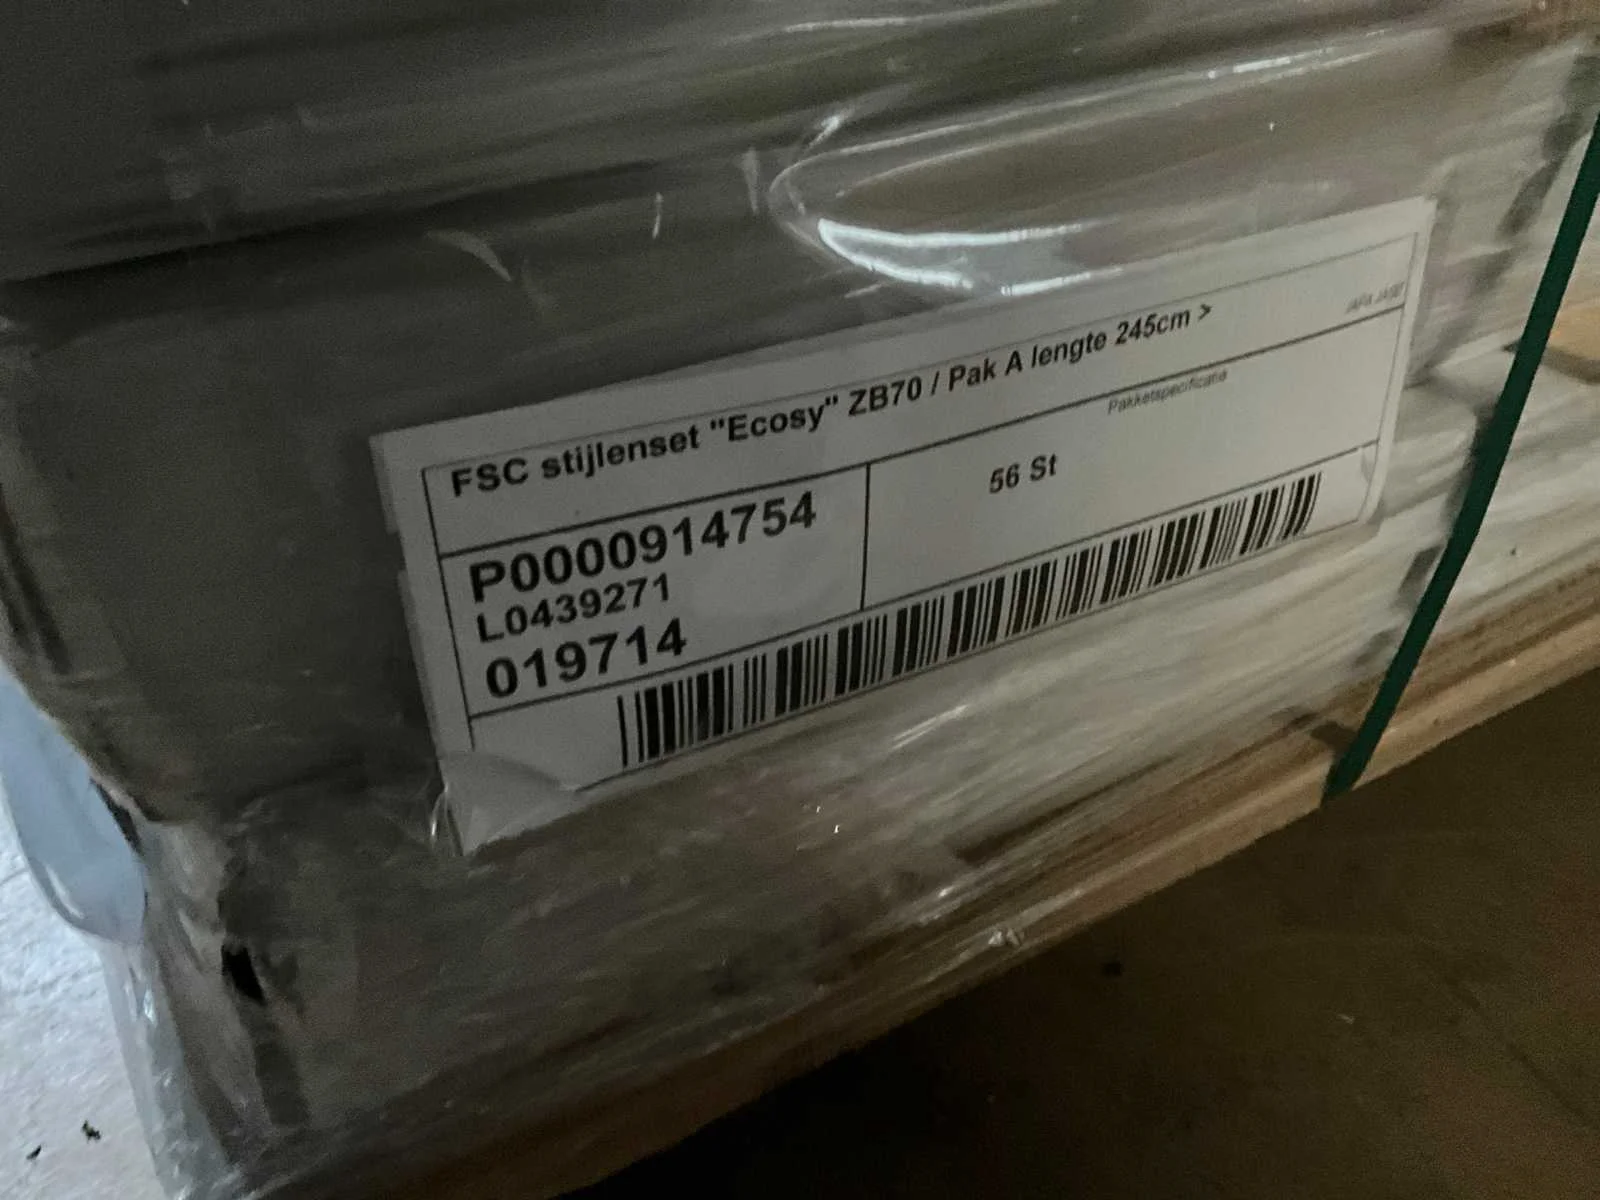 FSC stijlenset "Ecosy" ZB70 / Pak A lengte 245cm >
Pakketspecificatie
P0000914754
56 St
L0439271
019714